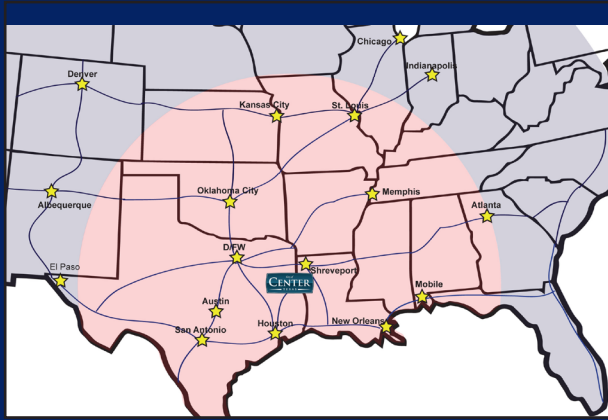 Chicago
Indianapolis
Denver
Kansas City
St. Louis
Oklahoma City
Memphis
Albequerque
Atlanta
D/FW
El Paso
Shreveport
CENTER
Mobile
Austin
Houston
New Orleans
San Antonio